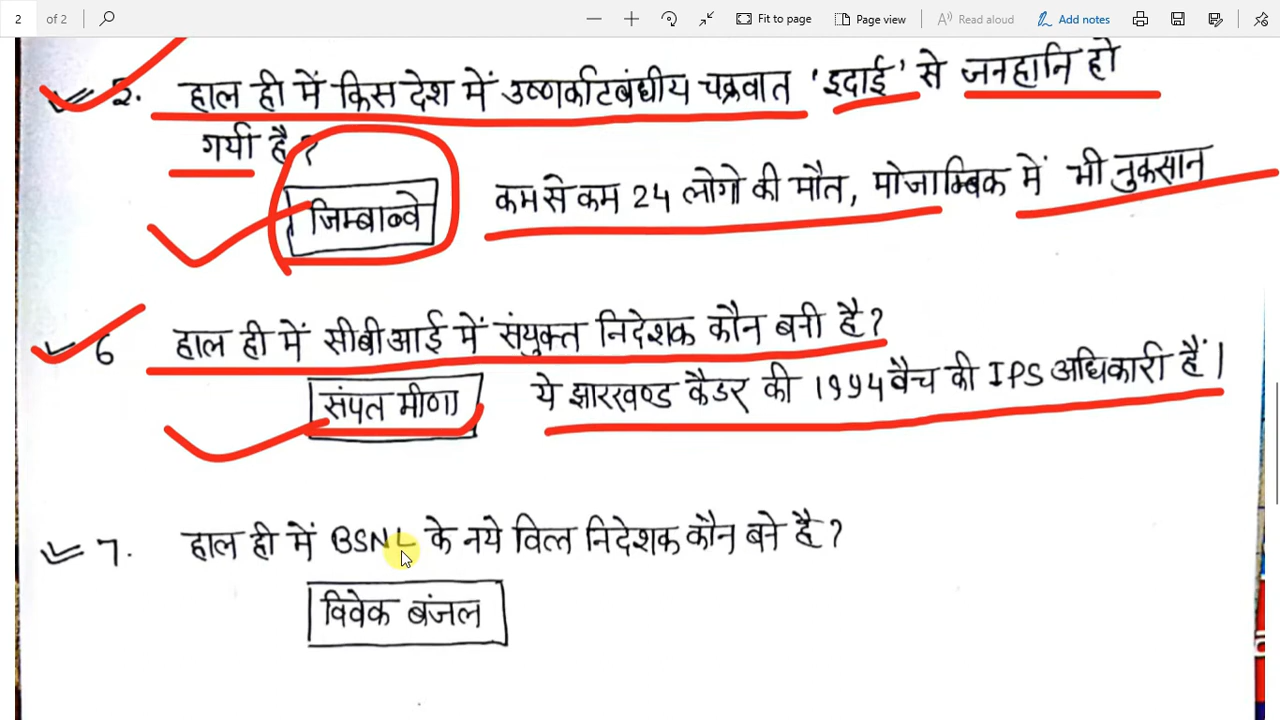 2 of 2 Fit to page Page view Read aloud Add notes
२. हाल ही में किस देश में उष्णकटिबंधीय चक्रवात 'इदाई' से जनहानि हो
गयी है?
जिम्बाब्वे कम से कम 24 लोगो की मौत, मोजाम्बिक में भी नुकसान
6 हाल ही में सीबीआई में संयुक्त निदेशक कौन बनी है?
संपत मीणा ये झारखण्ड कैडर की 1994 वैच की IPS अधिकारी हैं।
7. हाल ही में BSNL के नये वित्त निदेशक कौन बने है?
विवेक बंजल